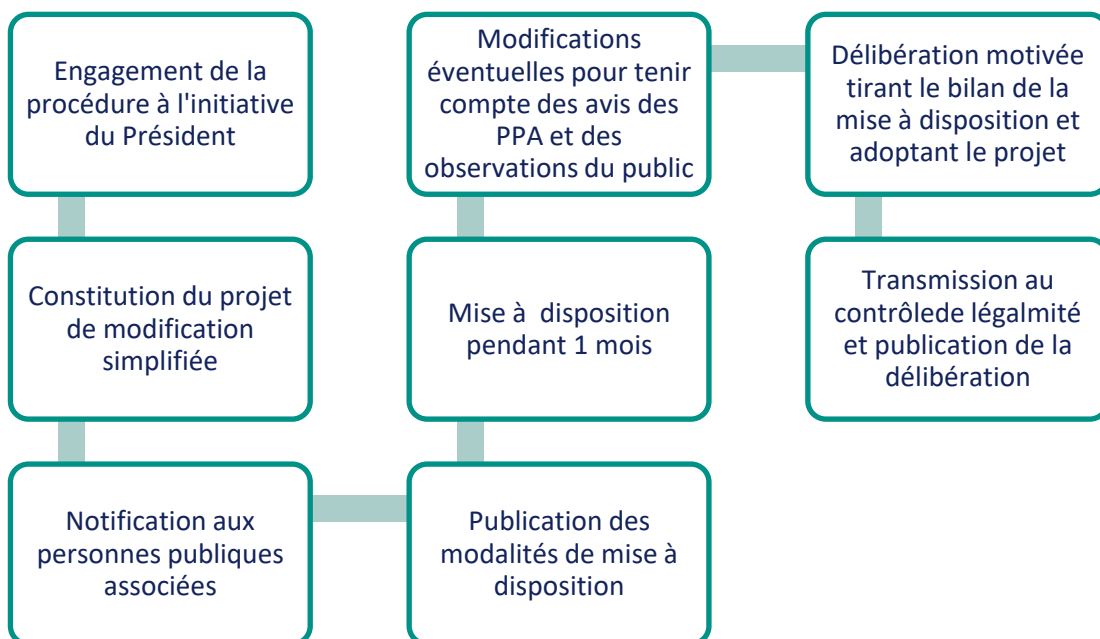 Engagement de la
procédure à l'initiative
du Président
Constitution du projet
de modification
simplifiée
Notification aux
personnes publiques
associées
Publication des
modalités de mise à
disposition
Mise à  disposition
pendant 1 mois
Modifications
éventuelles pour tenir
compte des avis des
PPA et des
observations du public
Délibération motivée
tirant le bilan de la
mise à disposition et
adoptant le projet
Transmission au
contrôlede légalmité
et publication de la
délibération